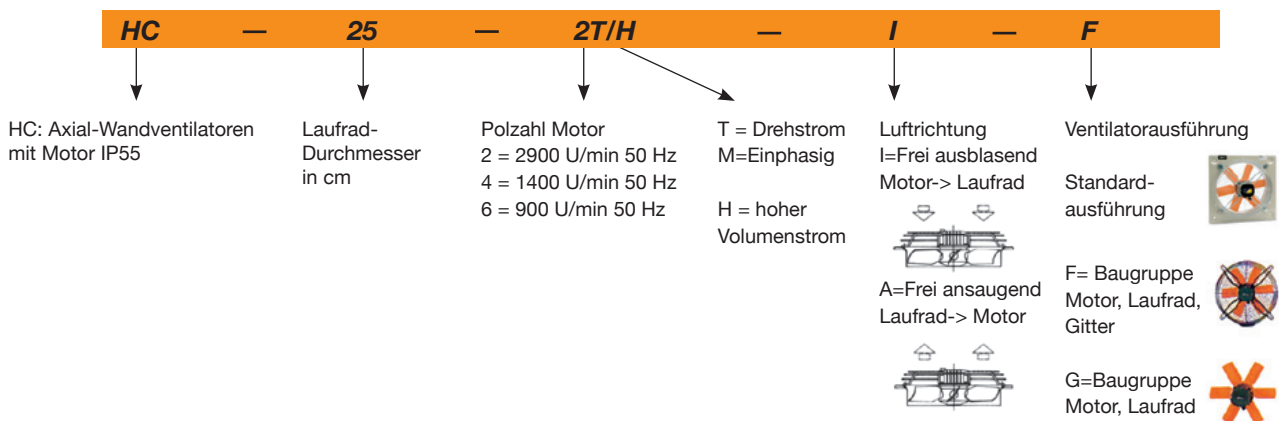 HC — 25 — 2T/H — I — F
HC: Axial-Wandventilatoren
mit Motor IP55
Laufrad-
Durchmesser
in cm
Polzahl Motor
2 = 2900 U/min 50 Hz
4 = 1400 U/min 50 Hz
6 = 900 U/min 50 Hz
T = Drehstrom
M=Einphasig
H = hoher
Volumenstrom
Luftrichtung
I=Frei ausblasend
Motor-> Laufrad
A=Frei ansaugend
Laufrad-> Motor
Ventilatorausführung
Standard-
ausführung
F= Baugruppe
Motor, Laufrad,
Gitter
G=Baugruppe
Motor, Laufrad